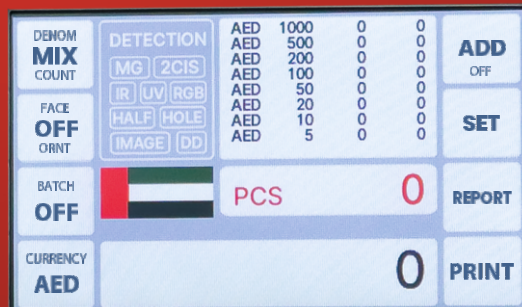 DENOM
MIX
COUNT
FACE
OFF
ORNT
BATCH
OFF
CURRENCY
AED
DETECTION
MG 2CIS
IR UV RGB
HALF HOLE
IMAGE DD
AED 1000 0 0
AED 500 0 0
AED 200 0 0
AED 100 0 0
AED 50 0 0
AED 20 0 0
AED 10 0 0
AED 5 0 0
PCS 0
0
ADD
OFF
SET
REPORT
PRINT